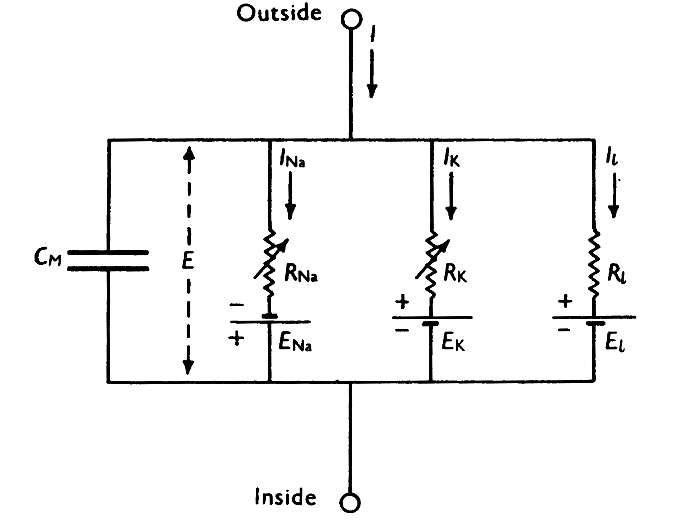 Outside
I
I_Na
I_K
I_l
C_M
E
R_Na
R_K
R_l
−
+
+
+
−
−
E_Na
E_K
E_l
Inside